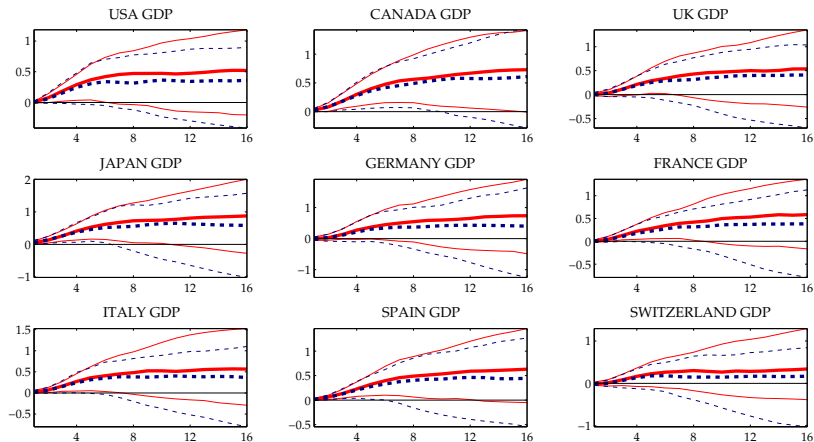 USA GDP
1
0.5
0
4 8 12 16
CANADA GDP
1
0.5
0
4 8 12 16
UK GDP
1
0.5
0
−0.5
4 8 12 16
JAPAN GDP
2
1
0
−1
4 8 12 16
GERMANY GDP
1
0
−1
4 8 12 16
FRANCE GDP
1
0.5
0
−0.5
4 8 12 16
ITALY GDP
1.5
1
0.5
0
−0.5
4 8 12 16
SPAIN GDP
1
0.5
0
−0.5
4 8 12 16
SWITZERLAND GDP
1
0
−1
4 8 12 16